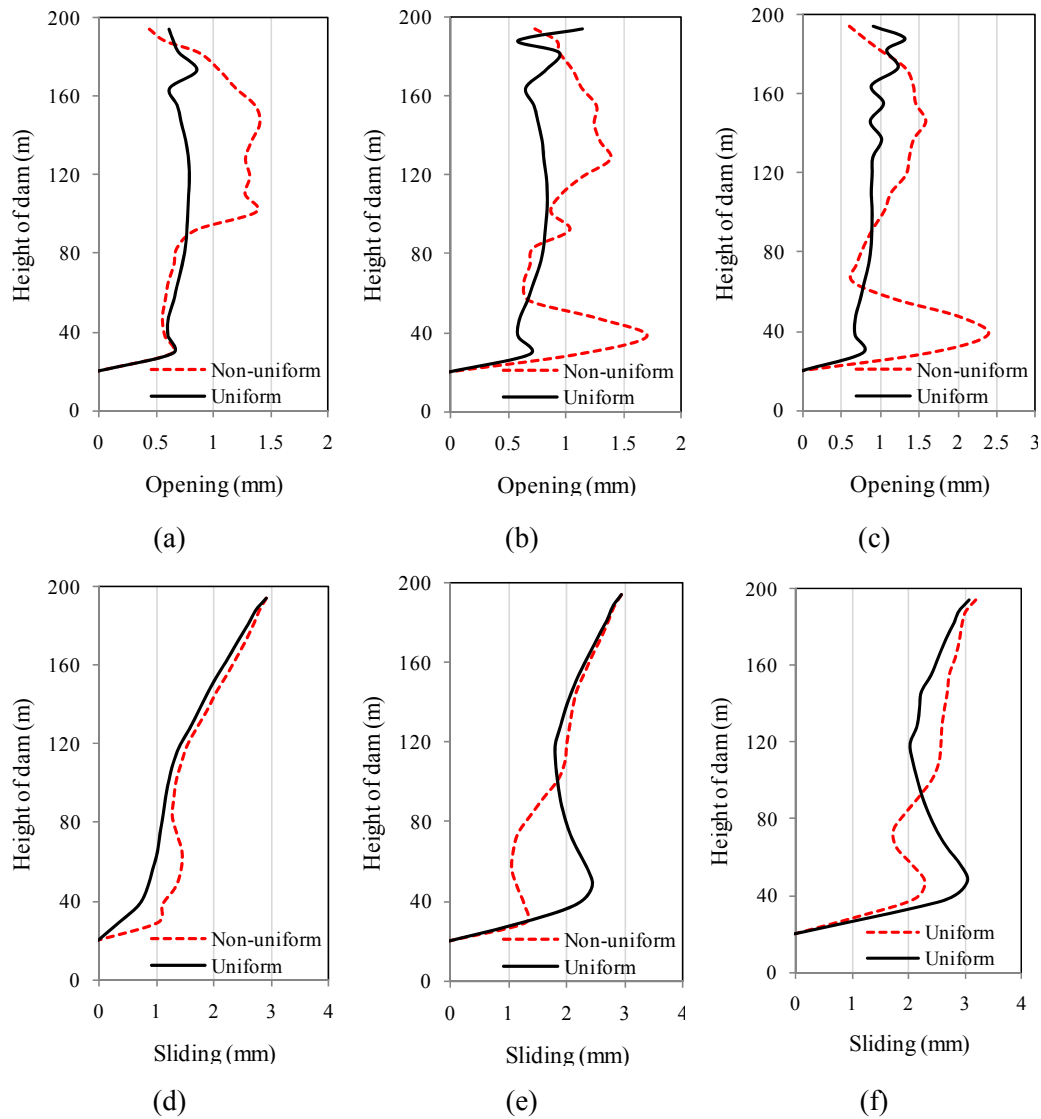 200
160
120
80
40
0
Height of dam (m)
Non-uniform
Uniform
0 0.5 1 1.5 2
Opening (mm)
(a)
200
160
120
80
40
0
Height of dam (m)
Non-uniform
Uniform
0 0.5 1 1.5 2
Opening (mm)
(b)
200
160
120
80
40
0
Height of dam (m)
Non-uniform
Uniform
0 0.5 1 1.5 2 2.5 3
Opening (mm)
(c)
200
160
120
80
40
0
Height of dam (m)
Non-uniform
Uniform
0 1 2 3 4
Sliding (mm)
(d)
200
160
120
80
40
0
Height of dam (m)
Non-uniform
Uniform
0 1 2 3 4
Sliding (mm)
(e)
200
160
120
80
40
0
Height of dam (m)
Uniform
Uniform
0 1 2 3 4
Sliding (mm)
(f)